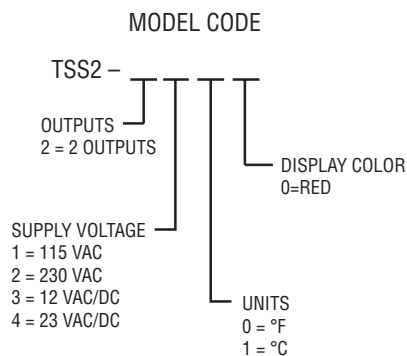 MODEL CODE
TSS2 –
OUTPUTS
2 = 2 OUTPUTS
DISPLAY COLOR
0=RED
SUPPLY VOLTAGE
1 = 115 VAC
2 = 230 VAC
3 = 12 VAC/DC
4 = 23 VAC/DC
UNITS
0 = °F
1 = °C